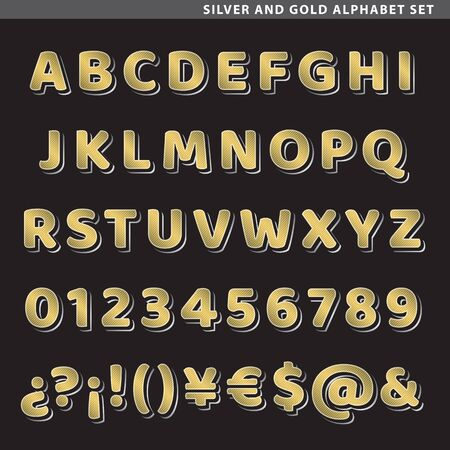 SILVER AND GOLD ALPHABET SET
ABCDEFGHI
JKLMNOPQ
RSTUVWXYZ
0123456789
¿?¡!()¥€$@&